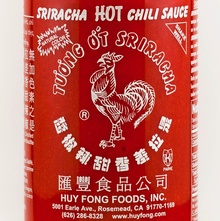 SRIRACHA HOT CHILI SAUCE
TƯƠNG ỚT SRIRACHA
是拉差香甜辣椒醬
匯豐食品公司
HUY FONG FOODS, INC.
5001 Earle Ave., Rosemead, CA 91770-1169
(626) 286-8328 www.huyfong.com